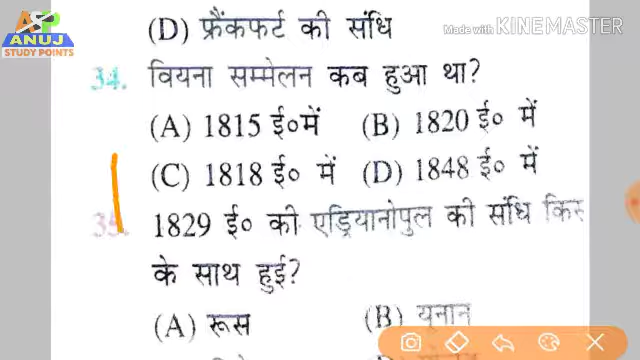 A S P
ANUJ
STUDY POINTS
Made with KINEMASTER
(D) फ्रैंकफर्ट की संधि
34. वियना सम्मेलन कब हुआ था?
(A) 1815 ई०में (B) 1820 ई० में
(C) 1818 ई० में (D) 1848 ई० में
35. 1829 ई० की एड्रियानोपुल की संधि किस
के साथ हुई?
(A) रूस (B) यूनान